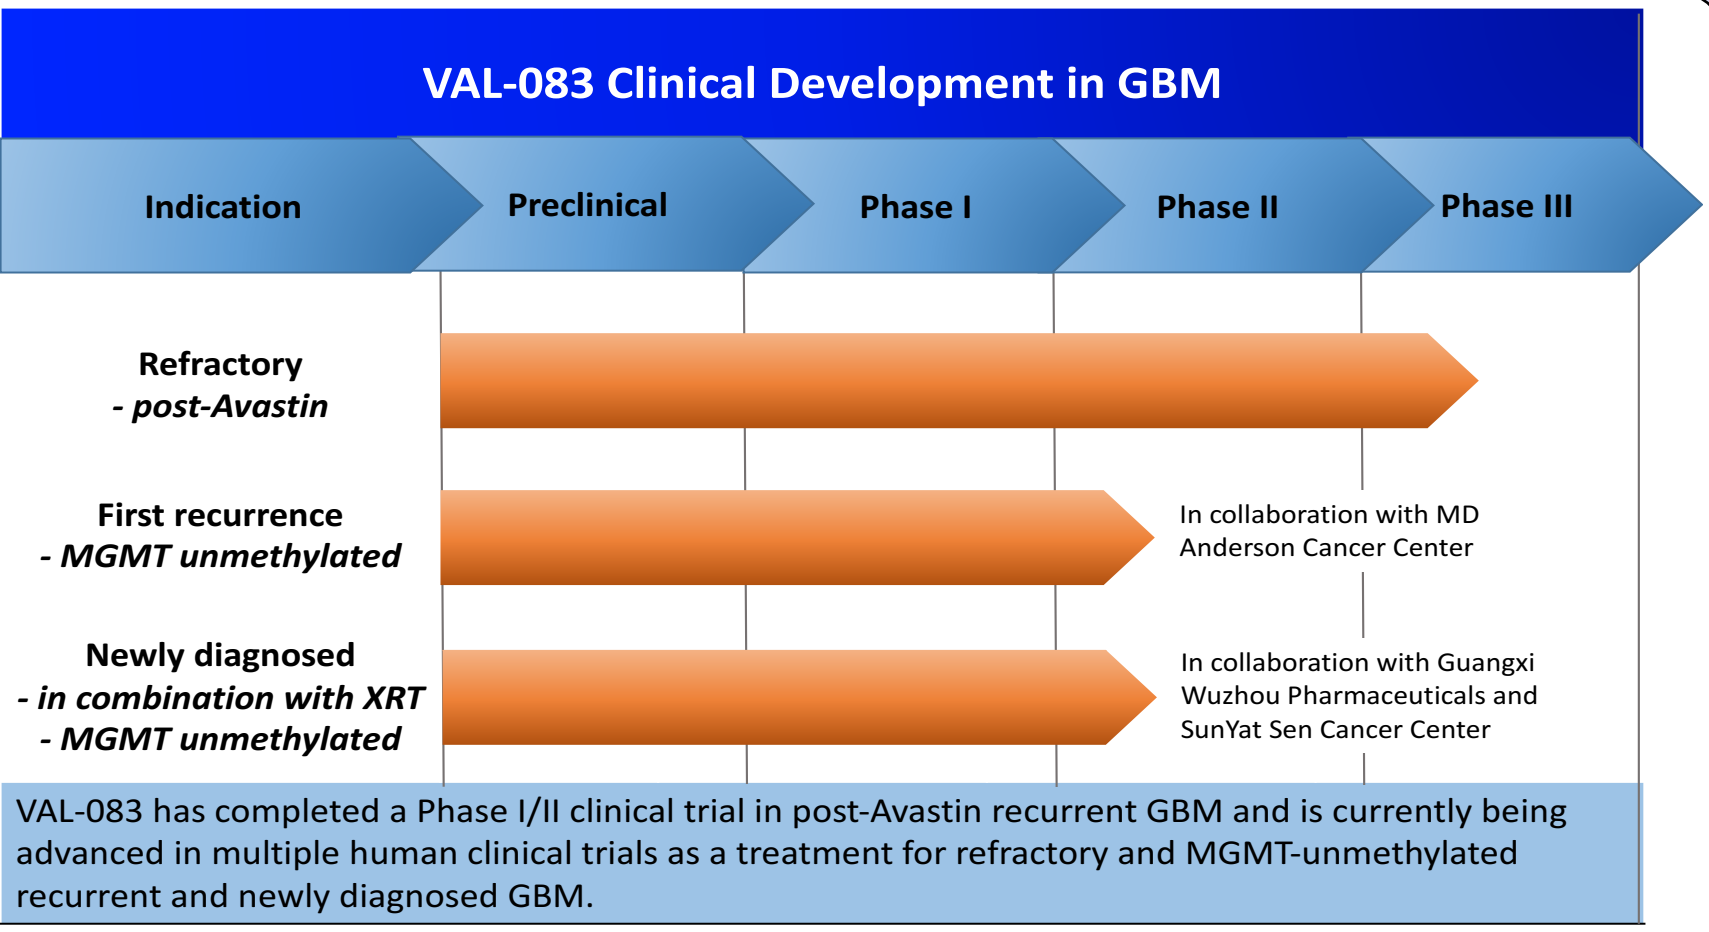 VAL-083 Clinical Development in GBM
Indication
Preclinical
Phase I
Phase II
Phase III
Refractory
- post-Avastin
First recurrence
- MGMT unmethylated
In collaboration with MD
Anderson Cancer Center
Newly diagnosed
- in combination with XRT
- MGMT unmethylated
In collaboration with Guangxi
Wuzhou Pharmaceuticals and
SunYat Sen Cancer Center
VAL-083 has completed a Phase I/II clinical trial in post-Avastin recurrent GBM and is currently being
advanced in multiple human clinical trials as a treatment for refractory and MGMT-unmethylated
recurrent and newly diagnosed GBM.